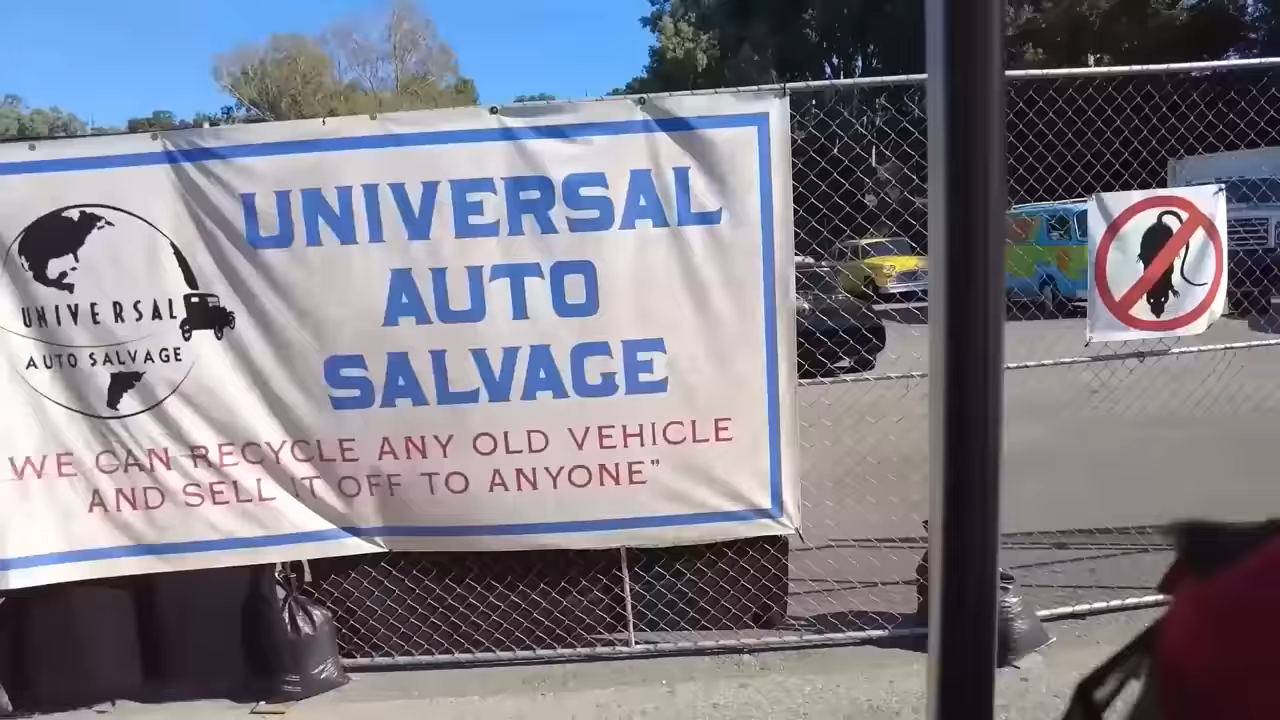 UNIVERSAL
AUTO
SALVAGE
UNIVERSAL
AUTO SALVAGE
WE CAN RECYCLE ANY OLD VEHICLE
AND SELL IT OFF TO ANYONE"